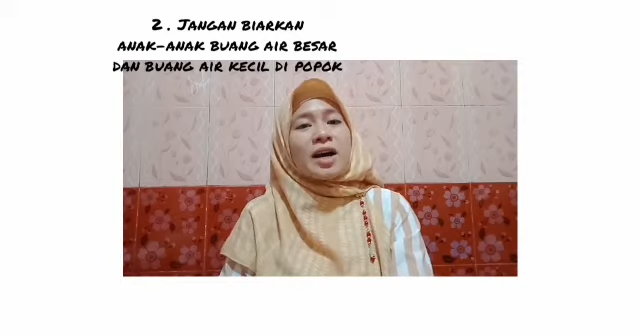 2. Jangan biarkan
anak-anak buang air besar
dan buang air kecil di popok